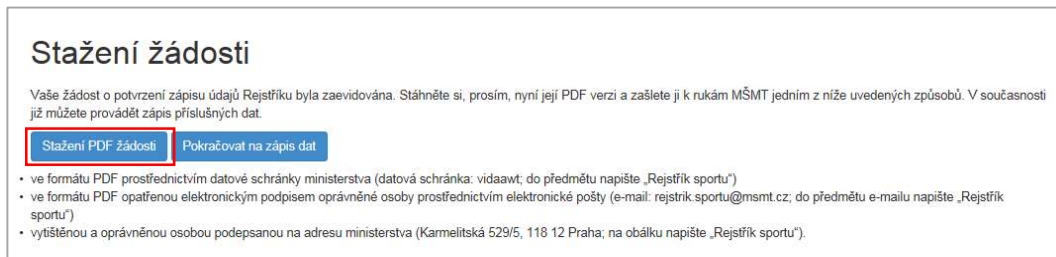 Stažení žádosti
Vaše žádost o potvrzení zápisu údajů Rejstříku byla zaevidována. Stáhněte si, prosím, nyní její PDF verzi a zašlete ji k rukám MŠMT jedním z níže uvedených způsobů. V současnosti
již můžete provádět zápis příslušných dat.
Stažení PDF žádosti Pokračovat na zápis dat
• ve formátu PDF prostřednictvím datové schránky ministerstva (datová schránka: vidaawt; do předmětu napište „Rejstřík sportu“)
• ve formátu PDF opatřenou elektronickým podpisem oprávněné osoby prostřednictvím elektronické pošty (e-mail: rejstrik.sportu@msmt.cz; do předmětu e-mailu napište „Rejstřík
sportu“)
• vytištěnou a oprávněnou osobou podepsanou na adresu ministerstva (Karmelitská 529/5, 118 12 Praha; na obálku napište „Rejstřík sportu“).